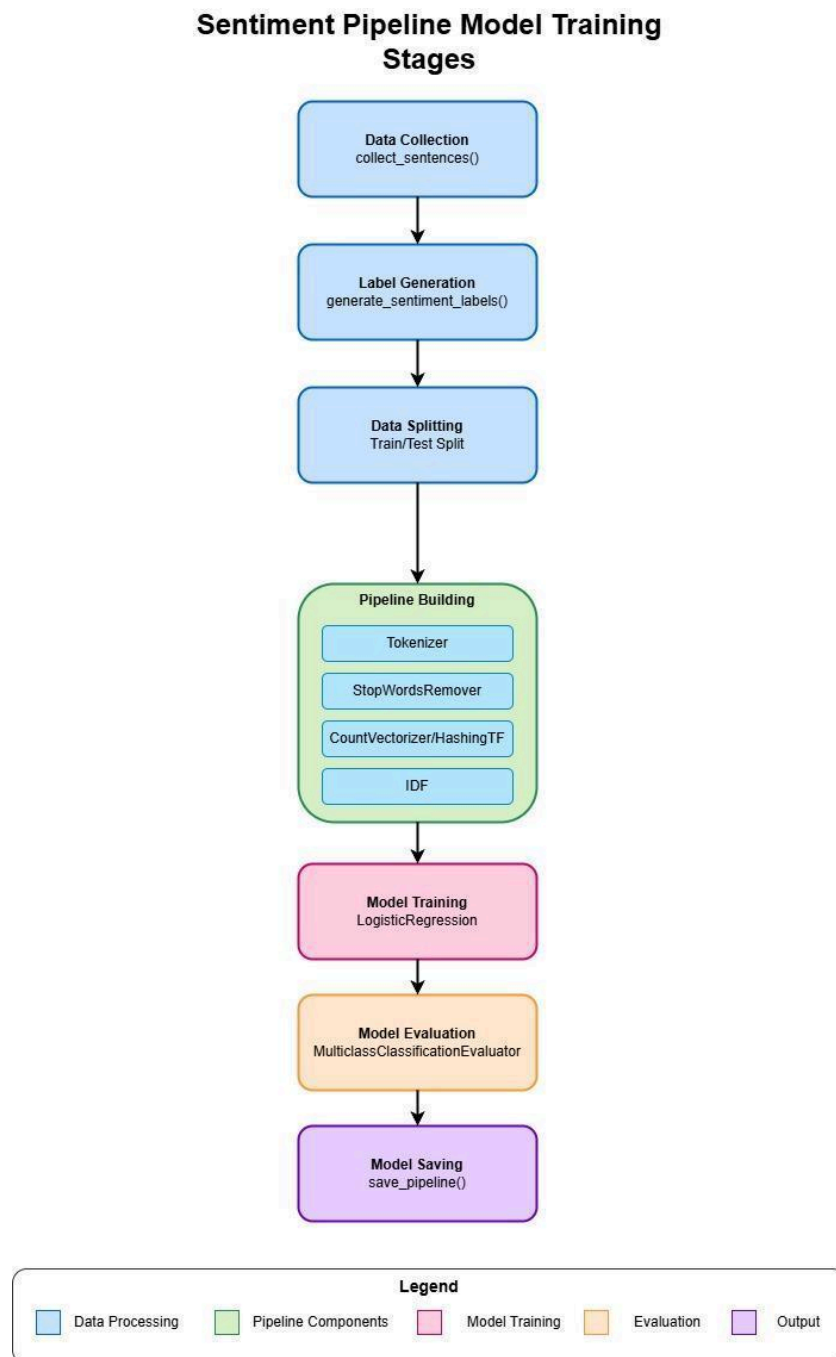 Sentiment Pipeline Model Training
Stages
Data Collection
collect_sentences()
Label Generation
generate_sentiment_labels()
Data Splitting
Train/Test Split
Pipeline Building
Tokenizer
StopWordsRemover
CountVectorizer/HashingTF
IDF
Model Training
LogisticRegression
Model Evaluation
MulticlassClassificationEvaluator
Model Saving
save_pipeline()
Legend
Data Processing
Pipeline Components
Model Training
Evaluation
Output